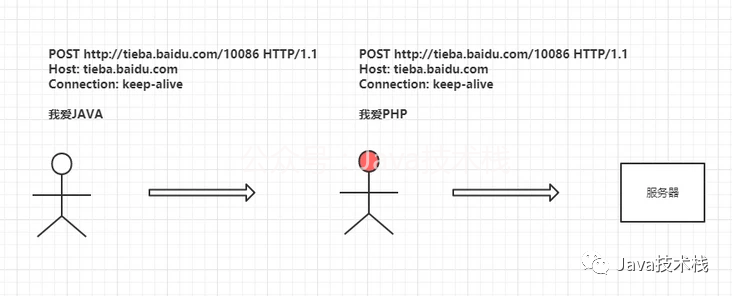 POST http://tieba.baidu.com/10086 HTTP/1.1
Host: tieba.baidu.com
Connection: keep-alive
我爱JAVA
POST http://tieba.baidu.com/10086 HTTP/1.1
Host: tieba.baidu.com
Connection: keep-alive
我爱PHP
公众号:Java技术栈
服务器
Java技术栈